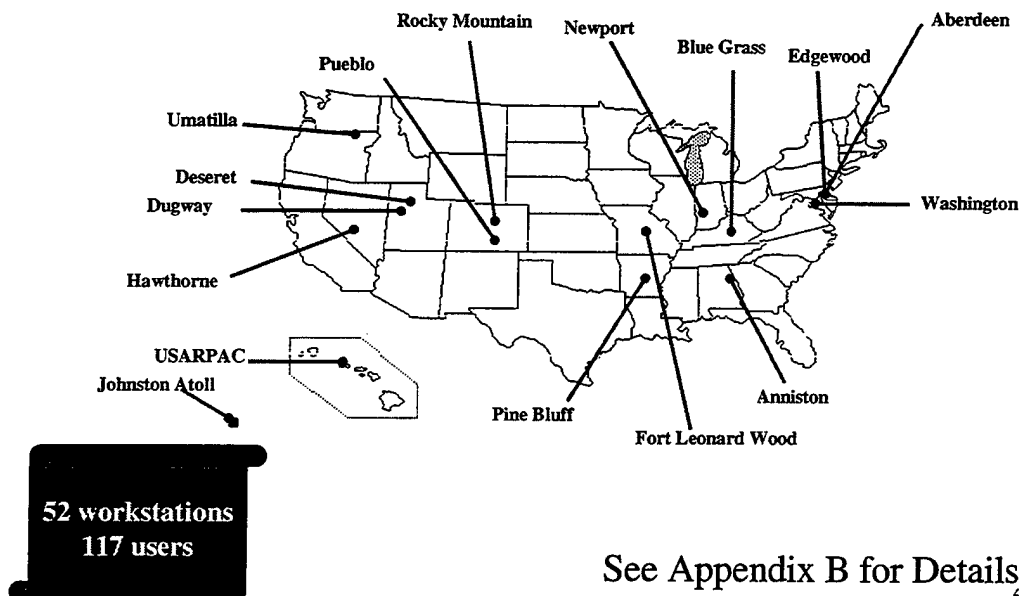 Rocky Mountain
Newport
Aberdeen
Blue Grass
Edgewood
Pueblo
Umatilla
Deseret
Dugway
Washington
Hawthorne
USARPAC
Johnston Atoll
Pine Bluff
Anniston
Fort Leonard Wood
52 workstations
117 users
See Appendix B for Details